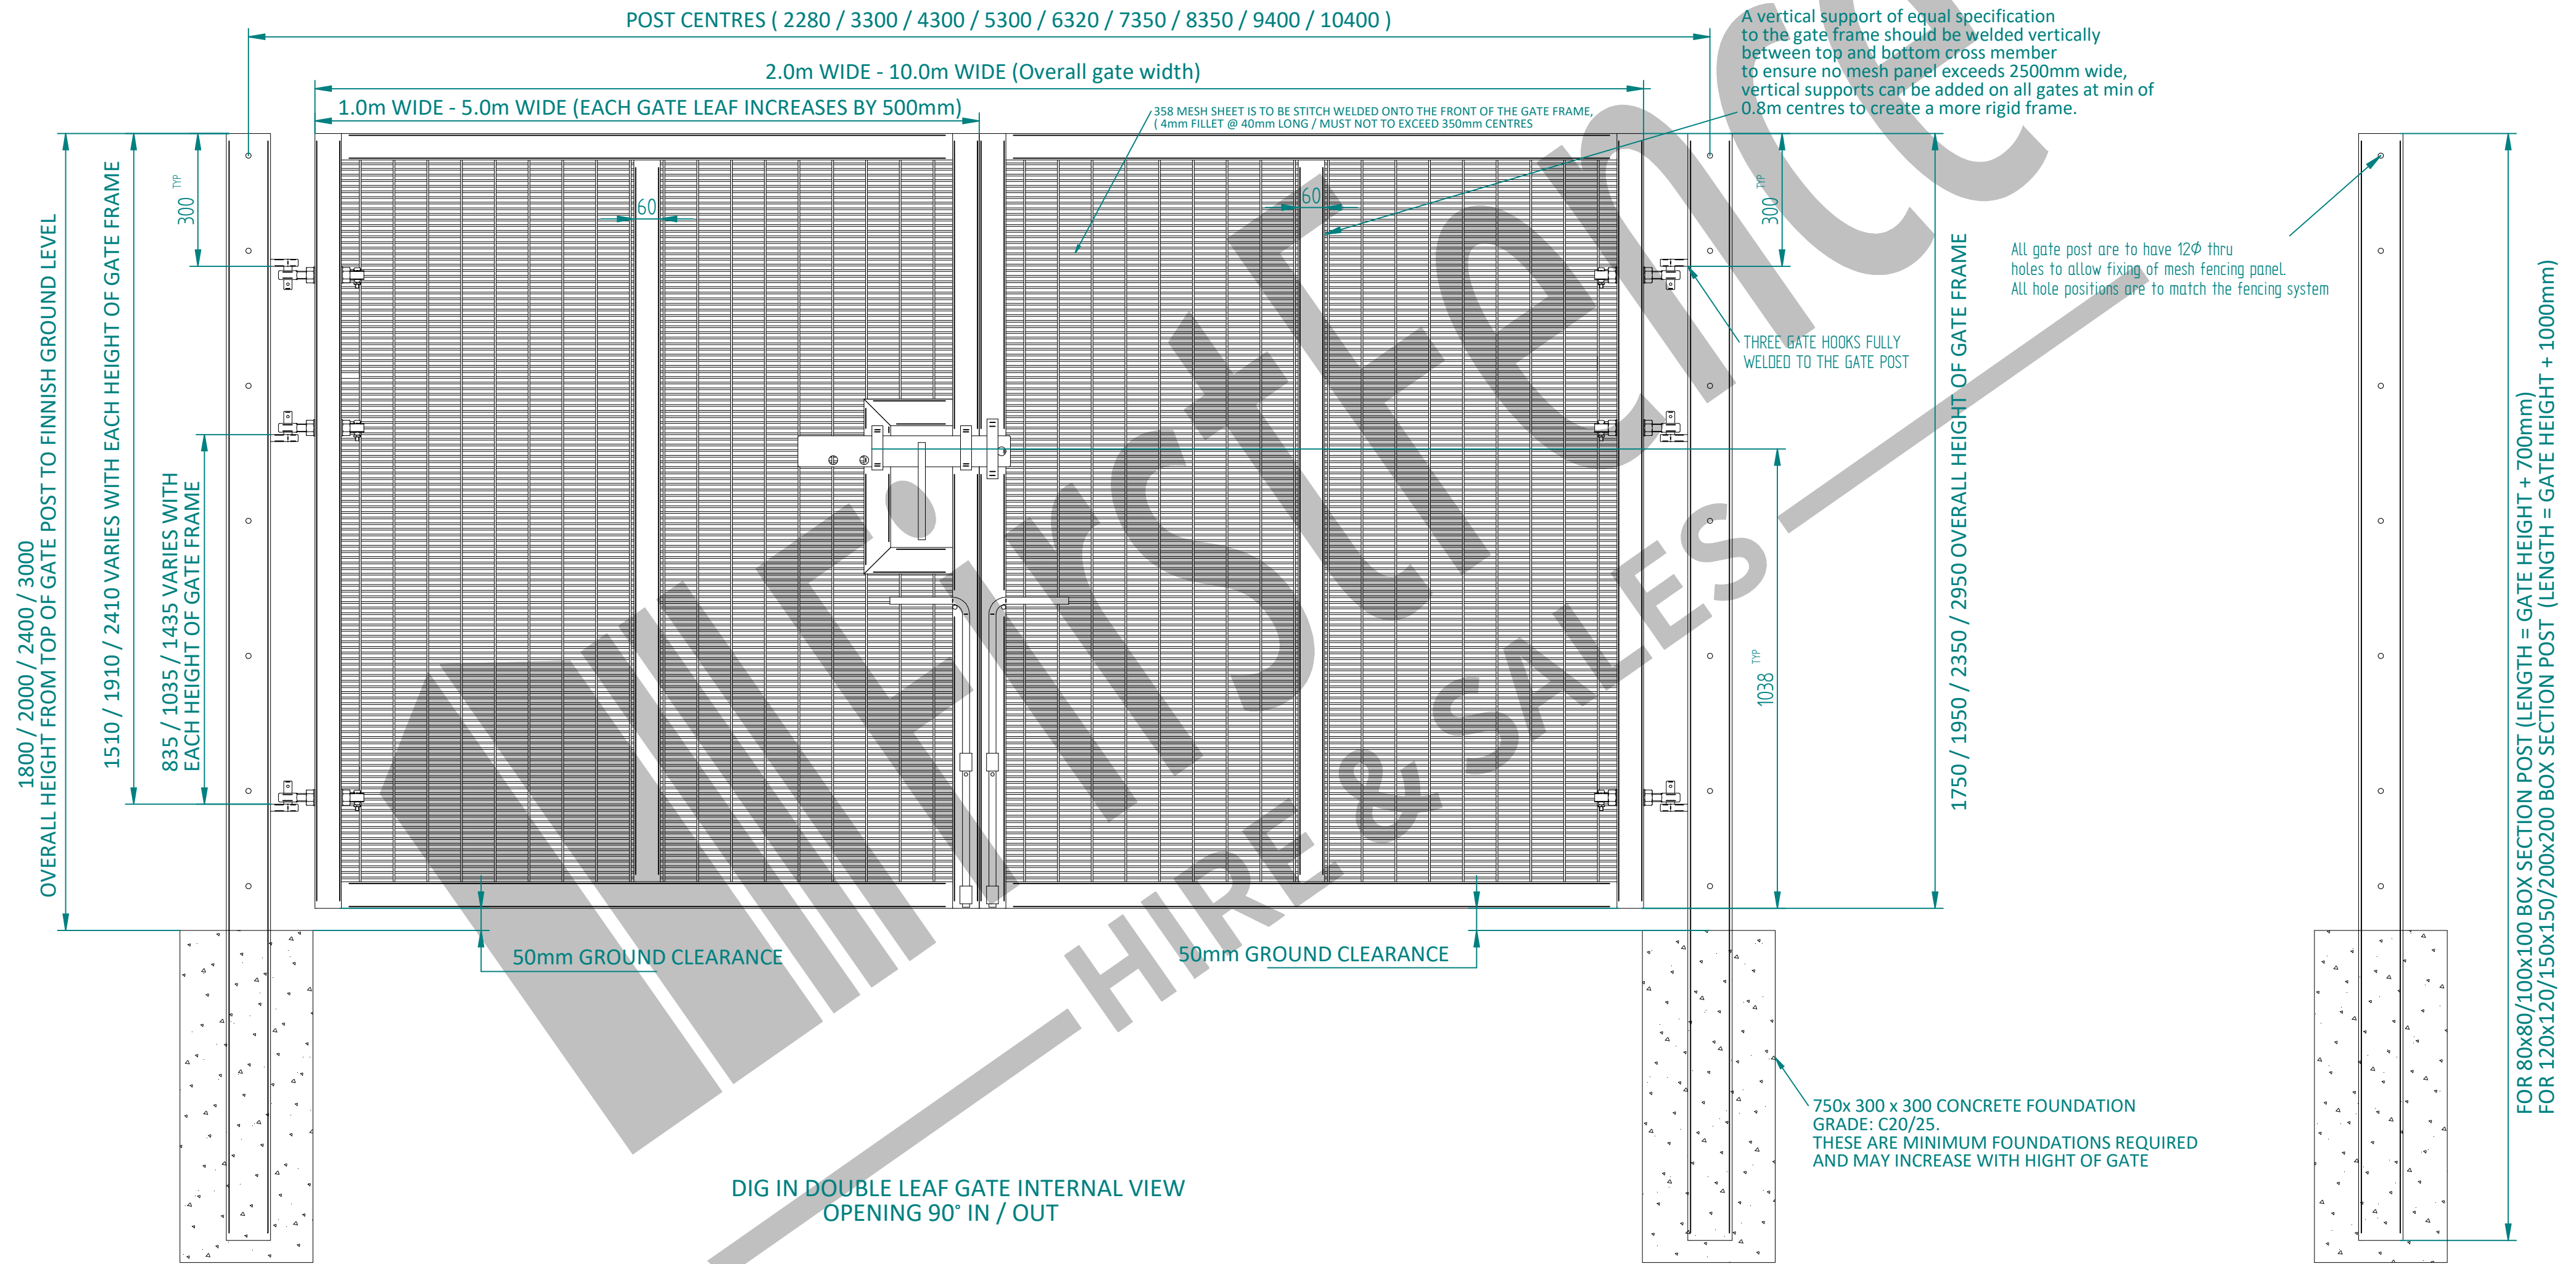 POST CENTRES ( 2280 / 3300 / 4300 / 5300 / 6320 / 7350 / 8350 / 9400 / 10400 )
2.0m WIDE - 10.0m WIDE (Overall gate width)
1.0m WIDE - 5.0m WIDE (EACH GATE LEAF INCREASES BY 500mm)
358 MESH SHEET IS TO BE STITCH WELDED ONTO THE FRONT OF THE GATE FRAME,
( 4mm FILLET @ 40mm LONG / MUST NOT TO EXCEED 350mm CENTRES
A vertical support of equal specification
to the gate frame should be welded vertically
between top and bottom cross member
to ensure no mesh panel exceeds 2500mm wide,
vertical supports can be added on all gates at min of
0.8m centres to create a more rigid frame.
1800 / 2000 / 2400 / 3000
OVERALL HEIGHT FROM TOP OF GATE POST TO FINNISH GROUND LEVEL
1510 / 1910 / 2410 VARIES WITH EACH HEIGHT OF GATE FRAME
835 / 1035 / 1435 VARIES WITH
EACH HEIGHT OF GATE FRAME
300 TYP
60
60
300 TYP
All gate post are to have 12Ø thru
holes to allow fixing of mesh fencing panel.
All hole positions are to match the fencing system
THREE GATE HOOKS FULLY
WELDED TO THE GATE POST
1038 TYP
1750 / 1950 / 2350 / 2950 OVERALL HEIGHT OF GATE FRAME
FOR 80x80/100x100 BOX SECTION POST (LENGTH = GATE HEIGHT + 700mm)
FOR 120x120/150x150/200x200 BOX SECTION POST (LENGTH = GATE HEIGHT + 1000mm)
50mm GROUND CLEARANCE
50mm GROUND CLEARANCE
750x 300 x 300 CONCRETE FOUNDATION
GRADE: C20/25.
THESE ARE MINIMUM FOUNDATIONS REQUIRED
AND MAY INCREASE WITH HIGHT OF GATE
DIG IN DOUBLE LEAF GATE INTERNAL VIEW
OPENING 90° IN / OUT
FirstFence
HIRE & SALES